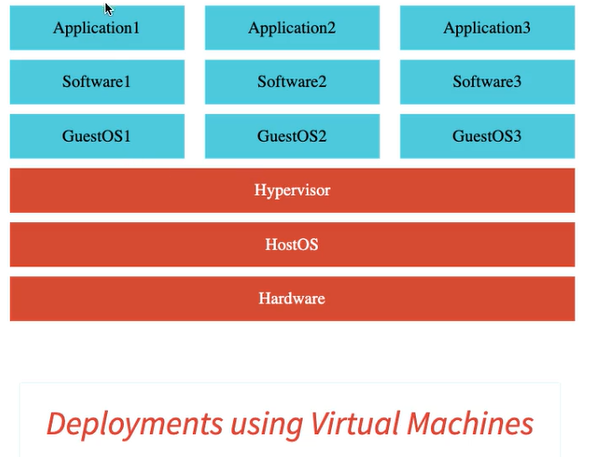 Application1 Application2 Application3
Software1 Software2 Software3
GuestOS1 GuestOS2 GuestOS3
Hypervisor
HostOS
Hardware
Deployments using Virtual Machines